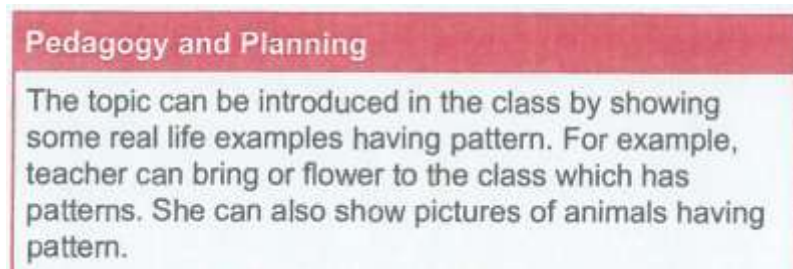 Pedagogy and Planning
The topic can be introduced in the class by showing
some real life examples having pattern. For example,
teacher can bring or flower to the class which has
patterns. She can also show pictures of animals having
pattern.